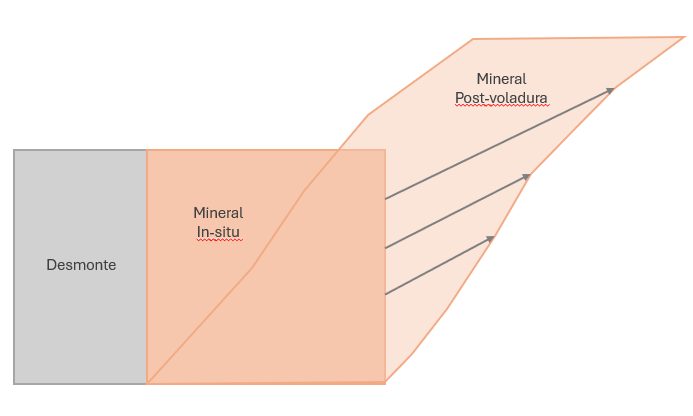 Mineral
Post-voladura
Mineral
In-situ
Desmonte